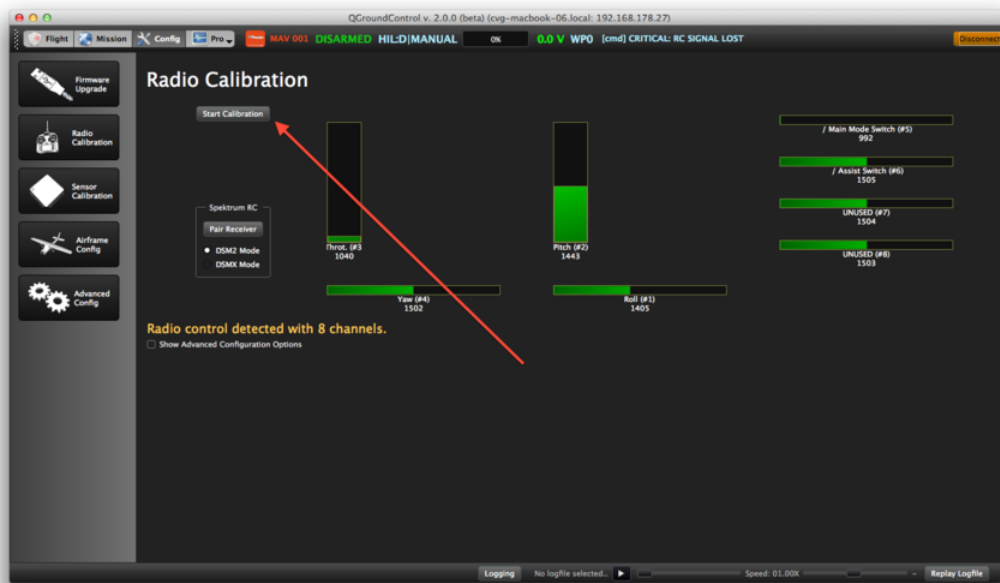 QGroundControl v. 2.0.0 (beta) (cvg-macbook-06.local: 192.168.178.27)
Flight Mission Config Pro MAV 001 DISARMED HIL:D|MANUAL 0% 0.0 V WP0 [cmd] CRITICAL: RC SIGNAL LOST Disconnect
Firmware
Upgrade
Radio
Calibration
Sensor
Calibration
Airframe
Config
Advanced
Config
Radio Calibration
Start Calibration
Spektrum RC
Pair Receiver
DSM2 Mode
DSMX Mode
Throt. (#3
1040
Pitch (#2)
1443
Yaw (#4)
1502
Roll (#1)
1405
/ Main Mode Switch (#5)
992
/ Assist Switch (#6)
1505
UNUSED (#7)
1504
UNUSED (#8)
1503
Radio control detected with 8 channels.
Show Advanced Configuration Options
Logging No logfile selected.. Speed: 01.00X – Replay Logfile